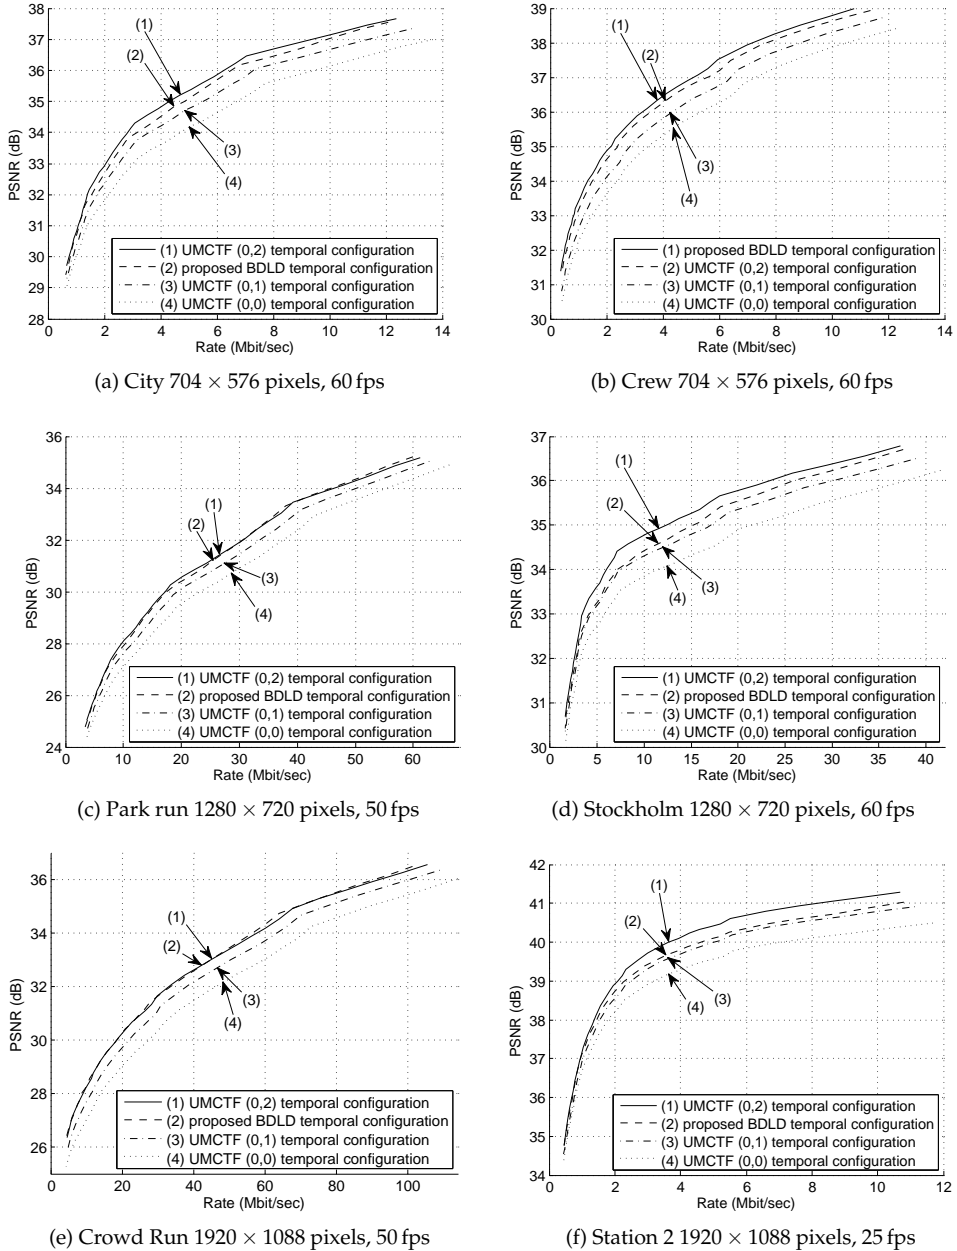 38
37
36
35
34
33
32
31
30
29
28
PSNR (dB)
(1)
(2)
(3)
(4)
(1) UMCTF (0,2) temporal configuration
(2) proposed BDLD temporal configuration
(3) UMCTF (0,1) temporal configuration
(4) UMCTF (0,0) temporal configuration
0 2 4 6 8 10 12 14
Rate (Mbit/sec)
(a) City 704 × 576 pixels, 60 fps
39
38
37
36
35
34
33
32
31
30
PSNR (dB)
(1)
(2)
(3)
(4)
(1) proposed BDLD temporal configuration
(2) UMCTF (0,2) temporal configuration
(3) UMCTF (0,1) temporal configuration
(4) UMCTF (0,0) temporal configuration
0 2 4 6 8 10 12 14
Rate (Mbit/sec)
(b) Crew 704 × 576 pixels, 60 fps
36
34
32
30
28
26
24
PSNR (dB)
(1)
(2)
(3)
(4)
(1) UMCTF (0,2) temporal configuration
(2) proposed BDLD temporal configuration
(3) UMCTF (0,1) temporal configuration
(4) UMCTF (0,0) temporal configuration
0 10 20 30 40 50 60
Rate (Mbit/sec)
(c) Park run 1280 × 720 pixels, 50 fps
37
36
35
34
33
32
31
30
PSNR (dB)
(1)
(2)
(3)
(4)
(1) UMCTF (0,2) temporal configuration
(2) proposed BDLD temporal configuration
(3) UMCTF (0,1) temporal configuration
(4) UMCTF (0,0) temporal configuration
0 5 10 15 20 25 30 35 40
Rate (Mbit/sec)
(d) Stockholm 1280 × 720 pixels, 60 fps
36
34
32
30
28
26
PSNR (dB)
(1)
(2)
(3)
(4)
(1) UMCTF (0,2) temporal configuration
(2) proposed BDLD temporal configuration
(3) UMCTF (0,1) temporal configuration
(4) UMCTF (0,0) temporal configuration
0 20 40 60 80 100
Rate (Mbit/sec)
(e) Crowd Run 1920 × 1088 pixels, 50 fps
42
41
40
39
38
37
36
35
34
PSNR (dB)
(1)
(2)
(3)
(4)
(1) UMCTF (0,2) temporal configuration
(2) proposed BDLD temporal configuration
(3) UMCTF (0,1) temporal configuration
(4) UMCTF (0,0) temporal configuration
0 2 4 6 8 10 12
Rate (Mbit/sec)
(f) Station 2 1920 × 1088 pixels, 25 fps